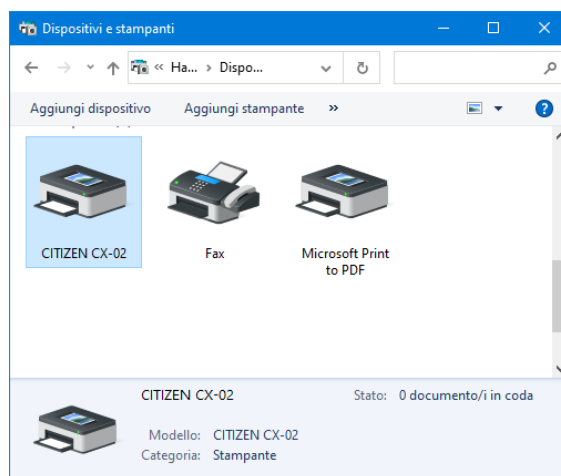 Dispositivi e stampanti
« Ha... › Dispo...
Aggiungi dispositivo Aggiungi stampante »
CITIZEN CX-02
Fax
Microsoft Print
to PDF
CITIZEN CX-02 Stato: 0 documento/i in coda
Modello: CITIZEN CX-02
Categoria: Stampante